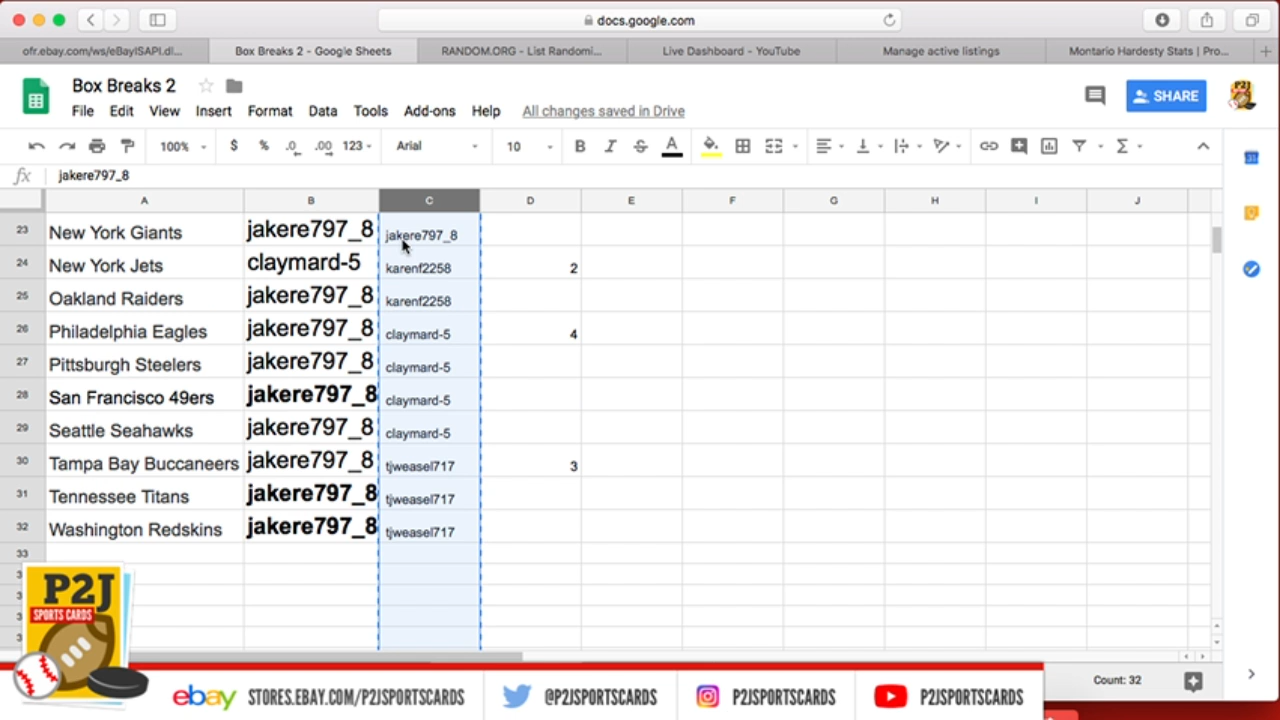 docs.google.com
ofr.ebay.com/ws/eBayISAPI.dl...
Box Breaks 2 - Google Sheets
RANDOM.ORG - List Randomi...
Live Dashboard - YouTube
Manage active listings
Montario Hardesty Stats | Pro...
Box Breaks 2
File Edit View Insert Format Data Tools Add-ons Help All changes saved in Drive
SHARE
100% $ % .0 .00 123 Arial 10 B I S A
fx jakere797_8
A B C D E F G H I J
23 New York Giants jakere797_8 jakere797_8
24 New York Jets claymard-5 karenf2258 2
25 Oakland Raiders jakere797_8 karenf2258
26 Philadelphia Eagles jakere797_8 claymard-5 4
27 Pittsburgh Steelers jakere797_8 claymard-5
28 San Francisco 49ers jakere797_8 claymard-5
29 Seattle Seahawks jakere797_8 claymard-5
30 Tampa Bay Buccaneers jakere797_8 tjweasel717 3
31 Tennessee Titans jakere797_8 tjweasel717
32 Washington Redskins jakere797_8 tjweasel717
33
P2J
SPORTS CARDS
ebay STORES.EBAY.COM/P2JSPORTSCARDS @P2JSPORTSCARDS P2JSPORTSCARDS P2JSPORTSCARDS
Count: 32